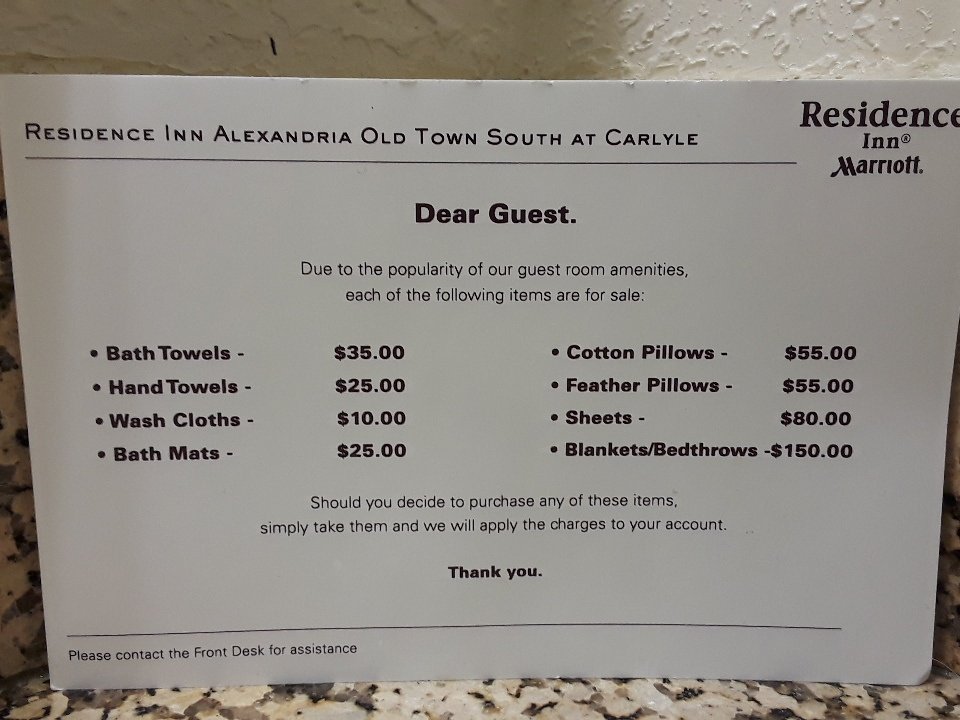 RESIDENCE INN ALEXANDRIA OLD TOWN SOUTH AT CARLYLE
Residence
Inn®
Marriott.
Dear Guest.
Due to the popularity of our guest room amenities,
each of the following items are for sale:
• Bath Towels - $35.00
• Hand Towels - $25.00
• Wash Cloths - $10.00
• Bath Mats - $25.00
• Cotton Pillows - $55.00
• Feather Pillows - $55.00
• Sheets - $80.00
• Blankets/Bedthrows -$150.00
Should you decide to purchase any of these items,
simply take them and we will apply the charges to your account.
Thank you.
Please contact the Front Desk for assistance